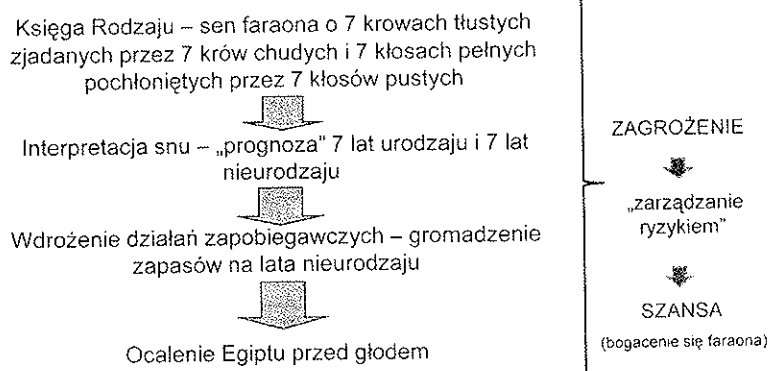 Księga Rodzaju – sen faraona o 7 krowach tłustych
zjadanych przez 7 krów chudych i 7 kłosach pełnych
pochłoniętych przez 7 kłosów pustych
Interpretacja snu – „prognoza" 7 lat urodzaju i 7 lat
nieurodzaju
Wdrożenie działań zapobiegawczych – gromadzenie
zapasów na lata nieurodzaju
Ocalenie Egiptu przed głodem
ZAGROŻENIE
„zarządzanie
ryzykiem"
SZANSA
(bogacenie się faraona)